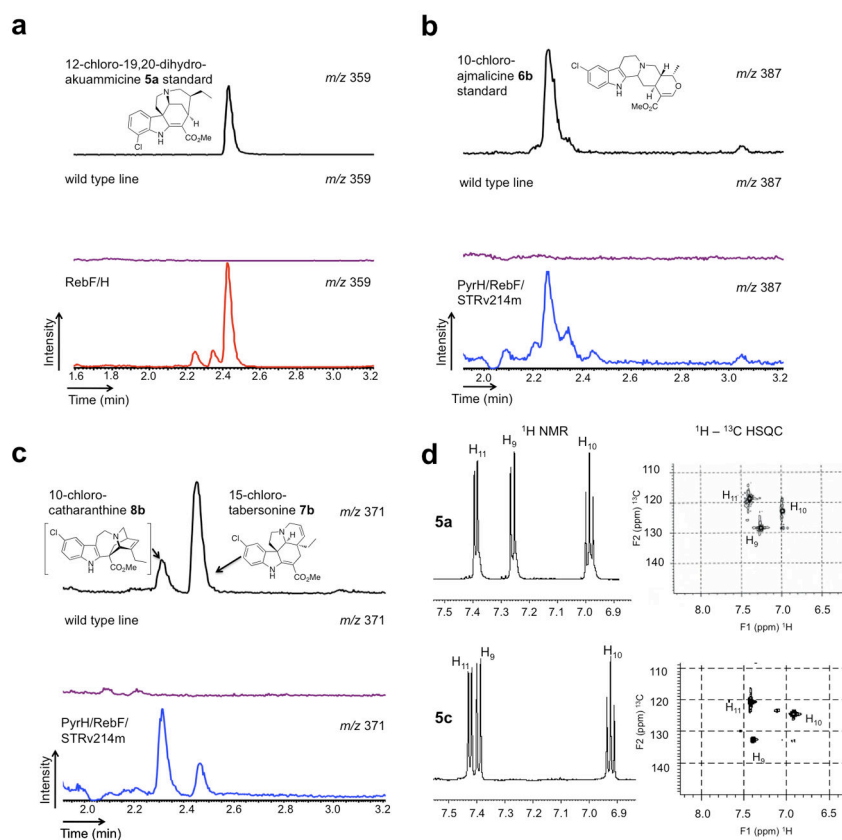 a
12-chloro-19,20-dihydro-
akuammicine 5a standard
m/z 359
N
H
Cl
N
H
CO2Me
wild type line
m/z 359
RebF/H
m/z 359
Intensity
1.6 1.8 2.0 2.2 2.4 2.6 2.8 3.0 3.2
Time (min)
b
10-chloro-
ajmalicine 6b
standard
m/z 387
Cl
N
H
N
H
H
O
MeO2C
wild type line
m/z 387
PyrH/RebF/
STRv214m
m/z 387
Intensity
2.0 2.2 2.4 2.6 2.8 3.0 3.2
Time (min)
c
10-chloro-
catharanthine 8b
15-chloro-
tabersonine 7b
m/z 371
Cl
N
N
H
CO2Me
Cl
N
H
N
H
CO2Me
wild type line
m/z 371
PyrH/RebF/
STRv214m
m/z 371
Intensity
2.0 2.2 2.4 2.6 2.8 3.0 3.2
Time (min)
d
1H NMR
1H – 13C HSQC
5a
H11
H9
H10
7.5 7.4 7.3 7.2 7.1 7.0 6.9
110
120
130
140
F2 (ppm) 13C
H11
H10
H9
8.0 7.5 7.0 6.5
F1 (ppm) 1H
5c
H11
H9
H10
7.5 7.4 7.3 7.2 7.1 7.0 6.9
110
120
130
140
150
F2 (ppm) 13C
H11
H10
H9
8.0 7.5 7.0 6.5
F1 (ppm) 1H